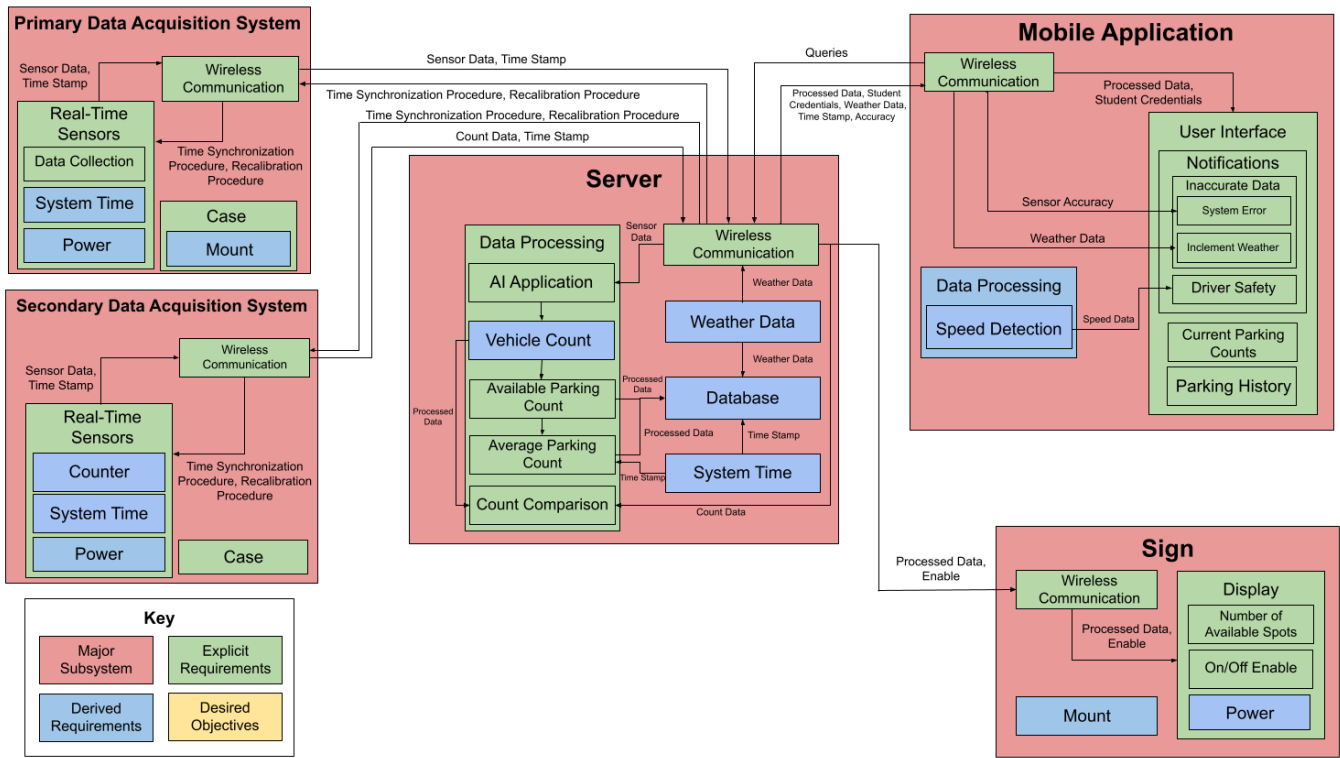 Primary Data Acquisition System
Sensor Data,
Time Stamp
Wireless
Communication
Real-Time
Sensors
Data Collection
System Time
Power
Time Synchronization
Procedure, Recalibration
Procedure
Case
Mount
Secondary Data Acquisition System
Sensor Data,
Time Stamp
Wireless
Communication
Real-Time
Sensors
Counter
System Time
Power
Time Synchronization
Procedure, Recalibration
Procedure
Case
Key
Major
Subsystem
Explicit
Requirements
Derived
Requirements
Desired
Objectives
Sensor Data, Time Stamp
Time Synchronization Procedure, Recalibration Procedure
Time Synchronization Procedure, Recalibration Procedure
Count Data, Time Stamp
Queries
Processed Data, Student
Credentials, Weather Data,
Time Stamp, Accuracy
Server
Data Processing
AI Application
Vehicle Count
Available Parking
Count
Average Parking
Count
Count Comparison
Sensor
Data
Wireless
Communication
Weather Data
Weather Data
Weather Data
Database
Time Stamp
System Time
Processed
Data
Processed
Data
Processed Data
Time Stamp
Count Data
Processed Data,
Enable
Mobile Application
Wireless
Communication
Processed Data,
Student Credentials
User Interface
Notifications
Inaccurate Data
System Error
Inclement Weather
Driver Safety
Current Parking
Counts
Parking History
Sensor Accuracy
Weather Data
Data Processing
Speed Detection
Speed Data
Sign
Wireless
Communication
Processed Data,
Enable
Display
Number of
Available Spots
On/Off Enable
Power
Mount